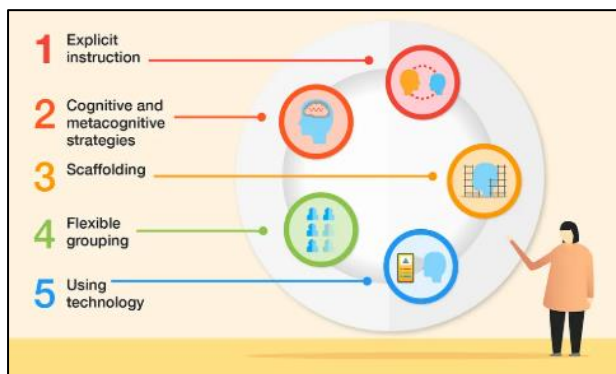 1 Explicit
instruction
2 Cognitive and
metacognitive
strategies
3 Scaffolding
4 Flexible
grouping
5 Using
technology